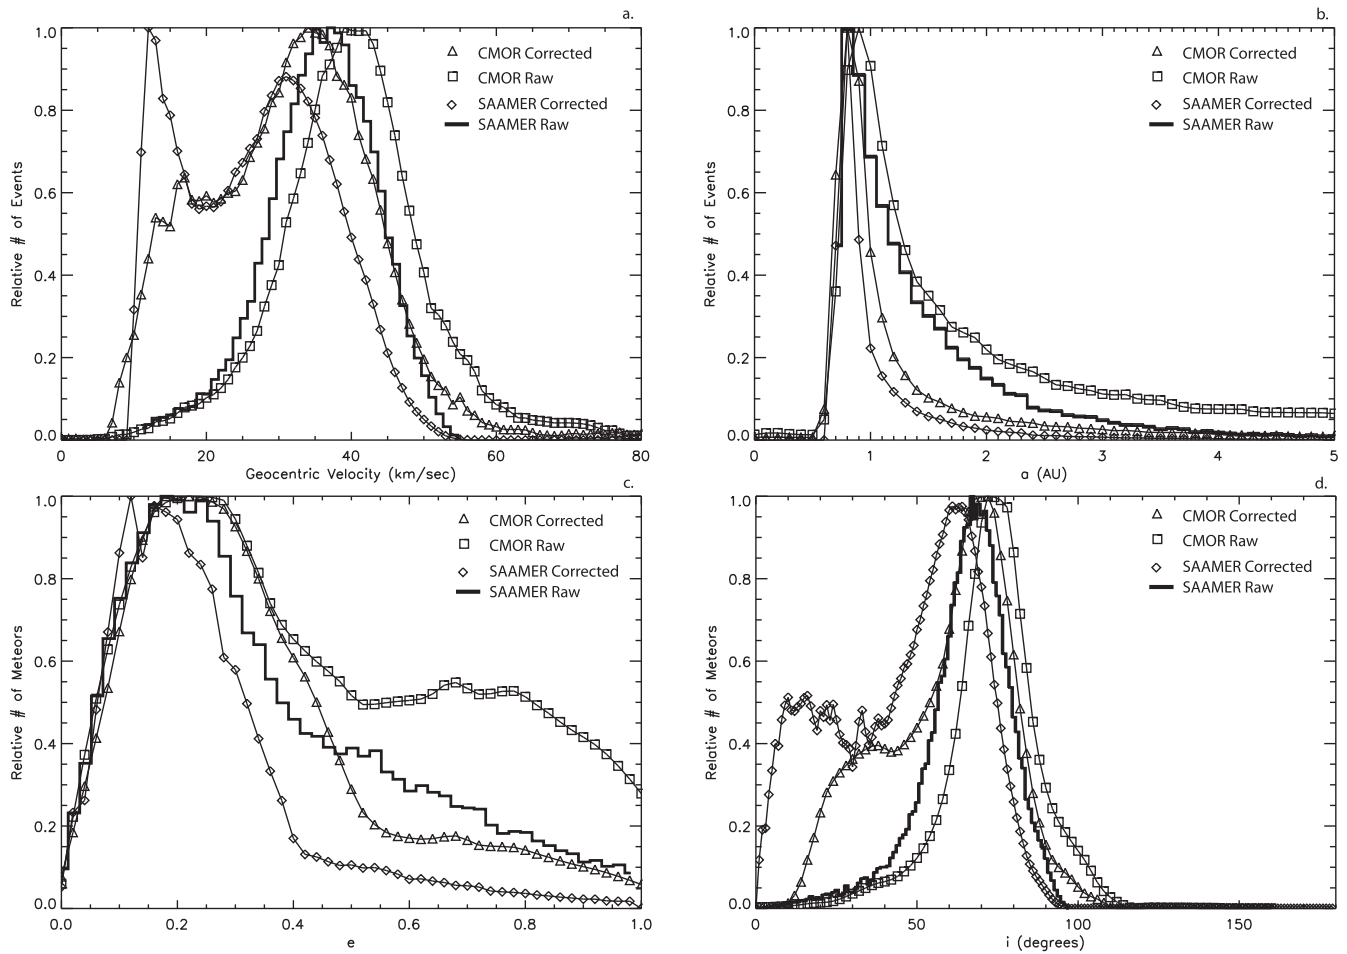 a.
1.0
0.8
0.6
0.4
0.2
0.0
Relative # of Events
0 20 40 60 80
Geocentric Velocity (km/sec)
CMOR Corrected
CMOR Raw
SAAMER Corrected
SAAMER Raw
b.
1.0
0.8
0.6
0.4
0.2
0.0
Relative # of Events
0 1 2 3 4 5
a (AU)
CMOR Corrected
CMOR Raw
SAAMER Corrected
SAAMER Raw
c.
1.0
0.8
0.6
0.4
0.2
0.0
Relative # of Meteors
0.0 0.2 0.4 0.6 0.8 1.0
e
CMOR Corrected
CMOR Raw
SAAMER Corrected
SAAMER Raw
d.
1.0
0.8
0.6
0.4
0.2
0.0
Relative # of Meteors
0 50 100 150
i (degrees)
CMOR Corrected
CMOR Raw
SAAMER Corrected
SAAMER Raw